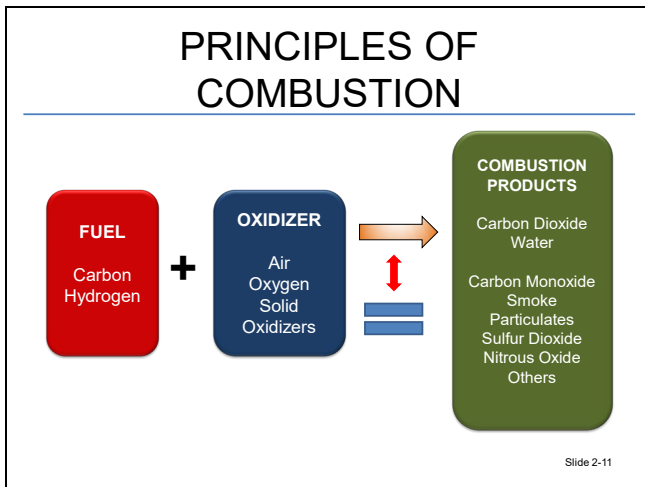 PRINCIPLES OF
COMBUSTION
FUEL
Carbon
Hydrogen
+
OXIDIZER
Air
Oxygen
Solid
Oxidizers
=
COMBUSTION
PRODUCTS
Carbon Dioxide
Water
Carbon Monoxide
Smoke
Particulates
Sulfur Dioxide
Nitrous Oxide
Others
Slide 2-11